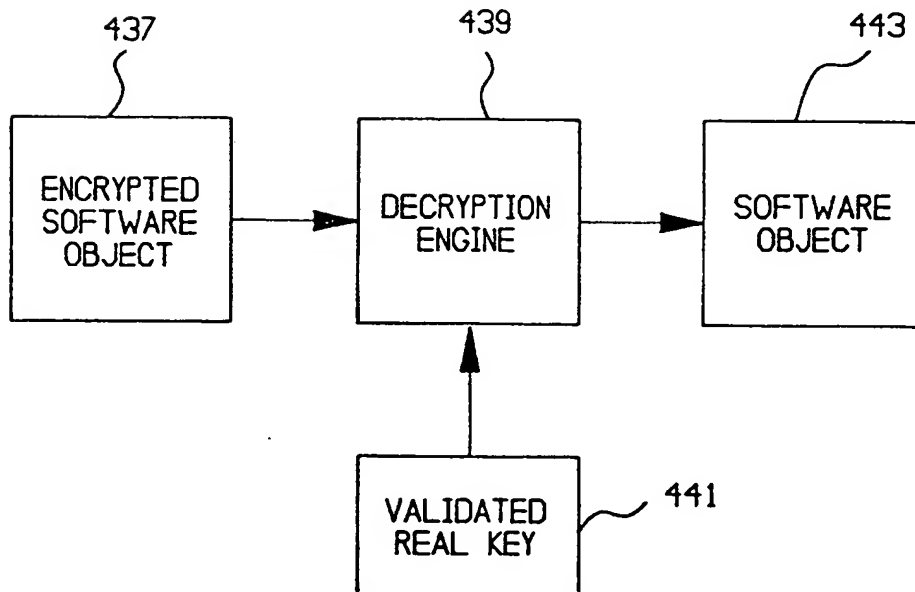 437
439
443
ENCRYPTED
SOFTWARE
OBJECT
DECRYPTION
ENGINE
SOFTWARE
OBJECT
VALIDATED
REAL KEY
441